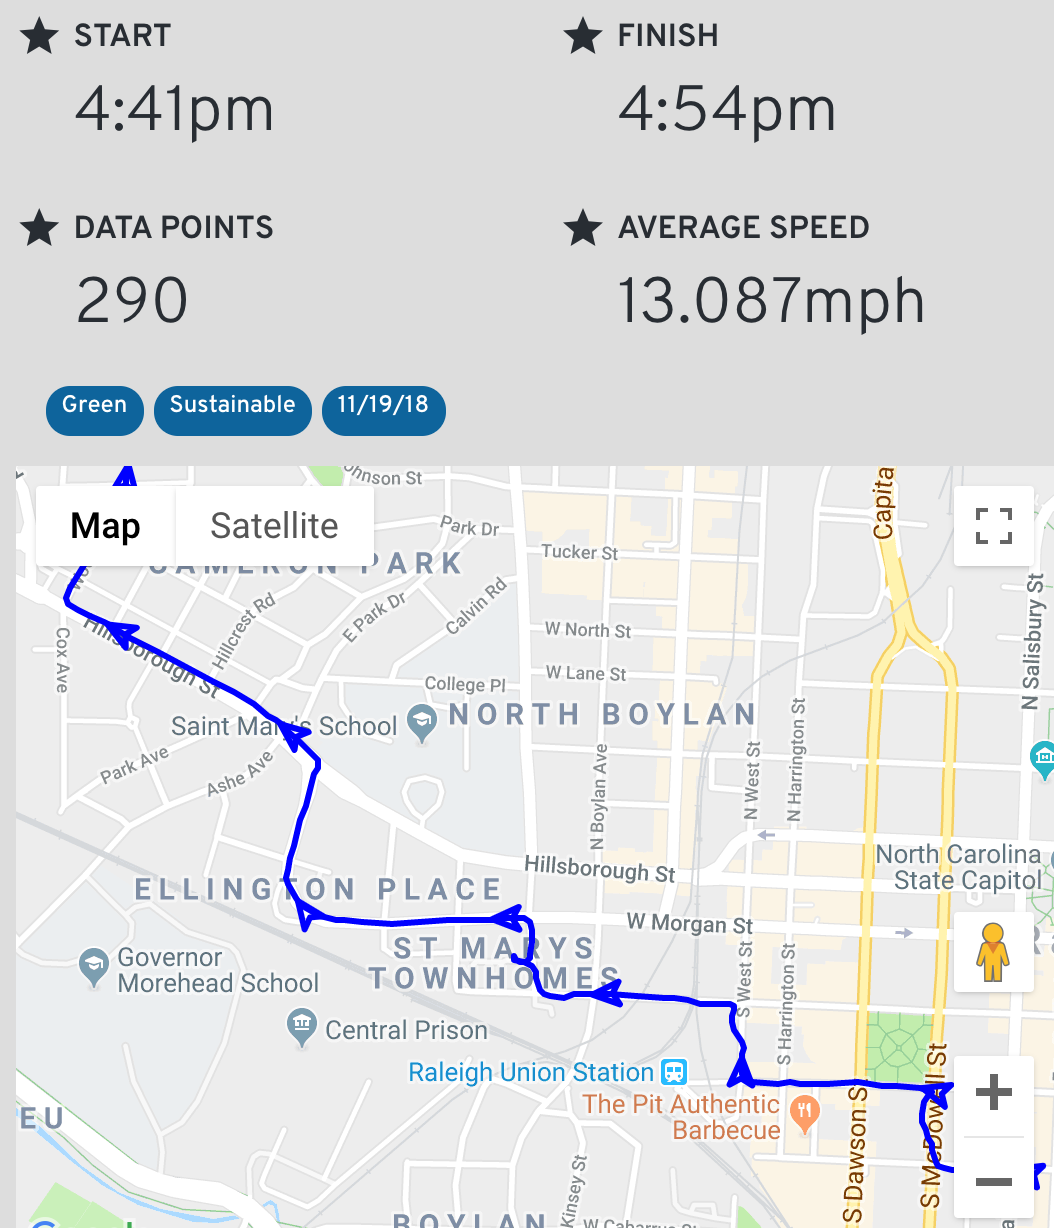 START
FINISH
4:41pm
4:54pm
DATA POINTS
AVERAGE SPEED
290
13.087mph
Green
Sustainable
11/19/18
Map
Satellite
Park Dr
Capita
CAMERON PARK
Tucker St
Hillcrest Rd
E Park Dr
Calvin Rd
W North St
N Salisbury St
Cox Ave
Hillsborough St
W Lane St
College Pl
Saint Mary's School
NORTH BOYLAN
Park Ave
Ashe Ave
N Boylan Ave
N West St
N Harrington St
Hillsborough St
North Carolina
State Capitol
ELLINGTON PLACE
W Morgan St
ST MARYS
TOWNHOMES
Governor
Morehead School
S West St
S Harrington St
Central Prison
Raleigh Union Station
The Pit Authentic
Barbecue
S Dawson St
S McDowell St
EU
Kinsey St
BOYLAN
W Cabarrus St